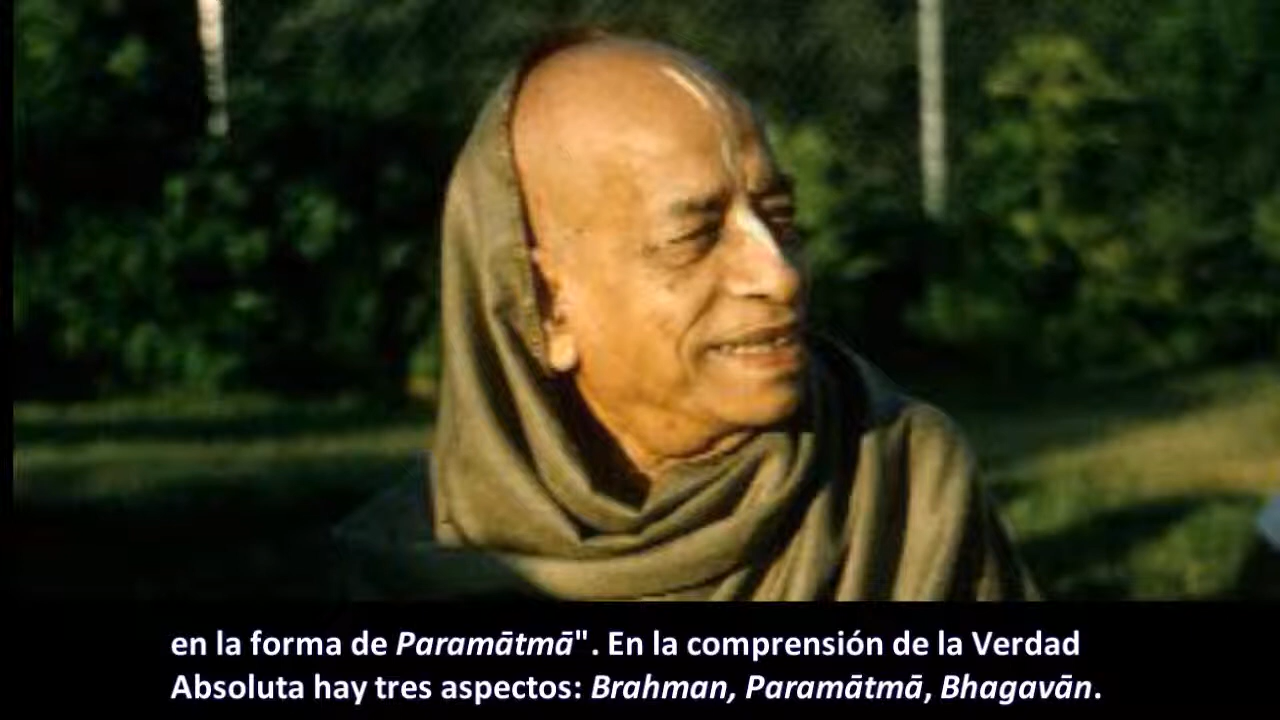 en la forma de Paramātmā". En la comprensión de la Verdad
Absoluta hay tres aspectos: Brahman, Paramātmā, Bhagavān.